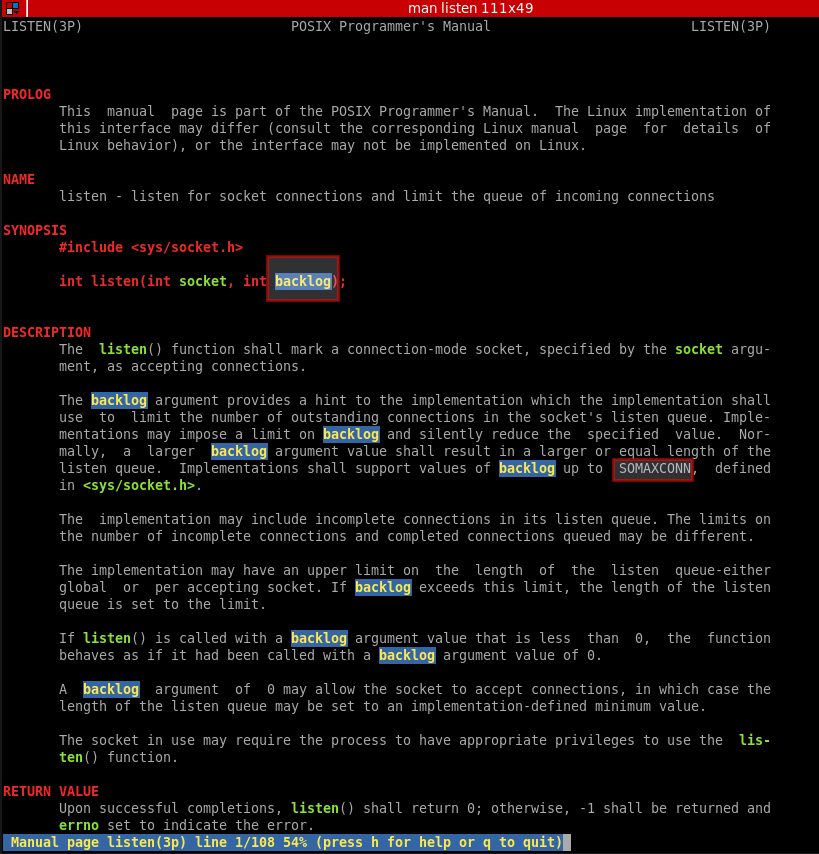 man listen 111x49
LISTEN(3P) POSIX Programmer's Manual LISTEN(3P)
PROLOG
This manual page is part of the POSIX Programmer's Manual. The Linux implementation of
this interface may differ (consult the corresponding Linux manual page for details of
Linux behavior), or the interface may not be implemented on Linux.
NAME
listen - listen for socket connections and limit the queue of incoming connections
SYNOPSIS
#include <sys/socket.h>
int listen(int socket, int backlog);
DESCRIPTION
The listen() function shall mark a connection-mode socket, specified by the socket argu-
ment, as accepting connections.
The backlog argument provides a hint to the implementation which the implementation shall
use to limit the number of outstanding connections in the socket's listen queue. Imple-
mentations may impose a limit on backlog and silently reduce the specified value. Nor-
mally, a larger backlog argument value shall result in a larger or equal length of the
listen queue. Implementations shall support values of backlog up to SOMAXCONN, defined
in <sys/socket.h>.
The implementation may include incomplete connections in its listen queue. The limits on
the number of incomplete connections and completed connections queued may be different.
The implementation may have an upper limit on the length of the listen queue-either
global or per accepting socket. If backlog exceeds this limit, the length of the listen
queue is set to the limit.
If listen() is called with a backlog argument value that is less than 0, the function
behaves as if it had been called with a backlog argument value of 0.
A backlog argument of 0 may allow the socket to accept connections, in which case the
length of the listen queue may be set to an implementation-defined minimum value.
The socket in use may require the process to have appropriate privileges to use the lis-
ten() function.
RETURN VALUE
Upon successful completions, listen() shall return 0; otherwise, -1 shall be returned and
errno set to indicate the error.
Manual page listen(3p) line 1/108 54% (press h for help or q to quit)